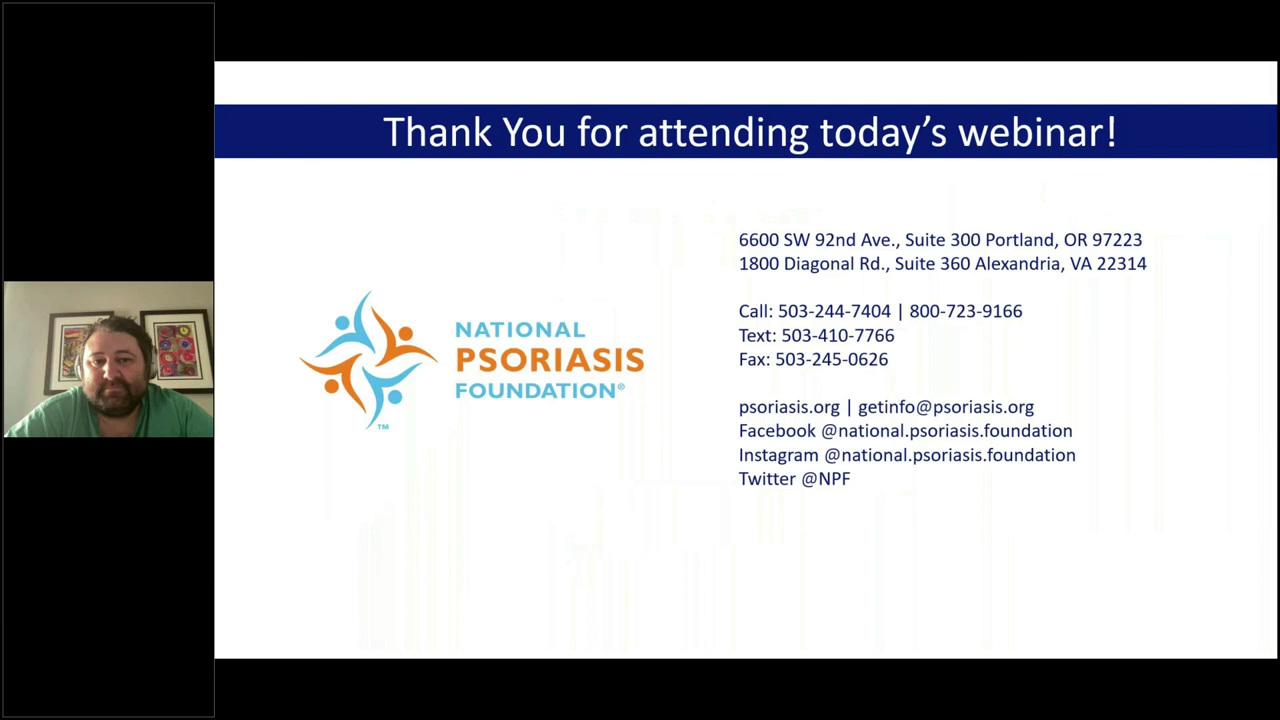 Thank You for attending today's webinar!
6600 SW 92nd Ave., Suite 300 Portland, OR 97223
1800 Diagonal Rd., Suite 360 Alexandria, VA 22314
Call: 503-244-7404 | 800-723-9166
Text: 503-410-7766
Fax: 503-245-0626
NATIONAL
PSORIASIS
FOUNDATION®
TM
psoriasis.org | getinfo@psoriasis.org
Facebook @national.psoriasis.foundation
Instagram @national.psoriasis.foundation
Twitter @NPF